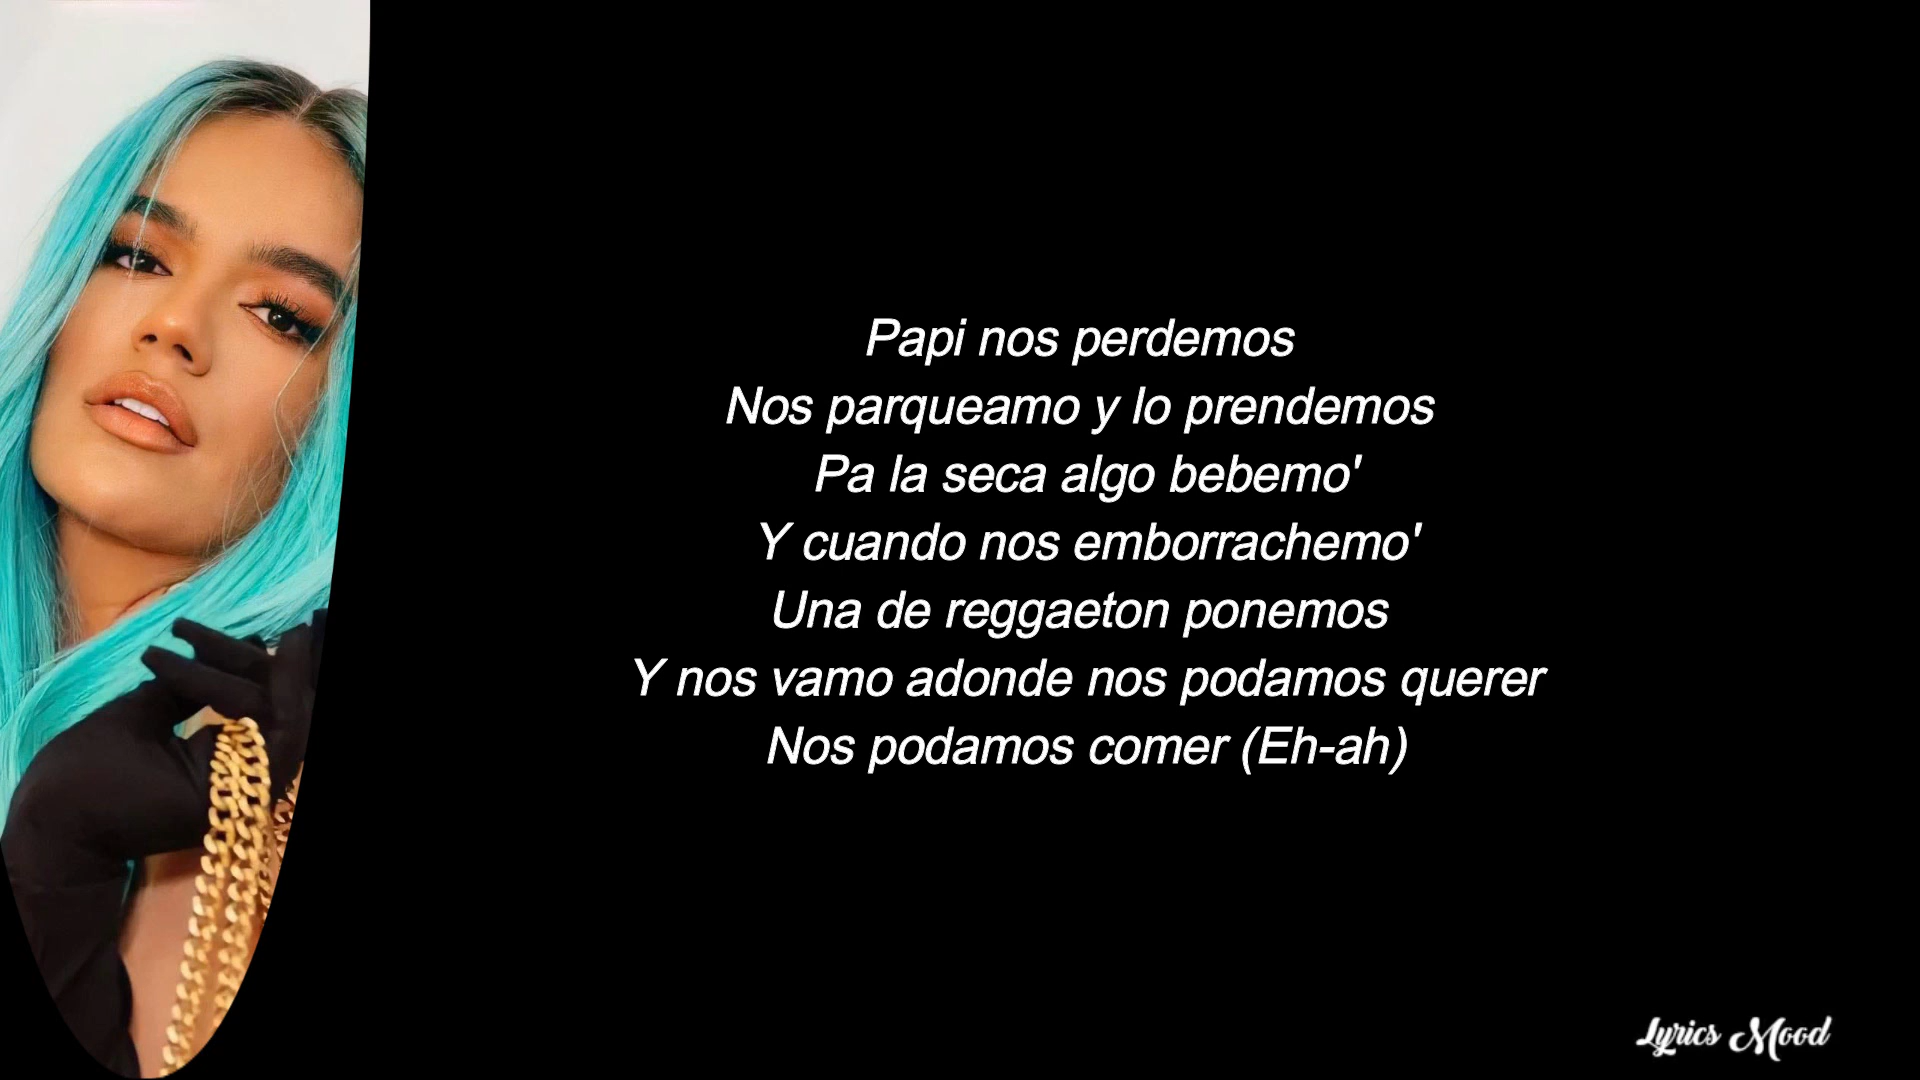 Papi nos perdemos
Nos parqueamo y lo prendemos
Pa la seca algo bebemo'
Y cuando nos emborrachemo'
Una de reggaeton ponemos
Y nos vamo adonde nos podamos querer
Nos podamos comer (Eh-ah)
Lyrics Mood